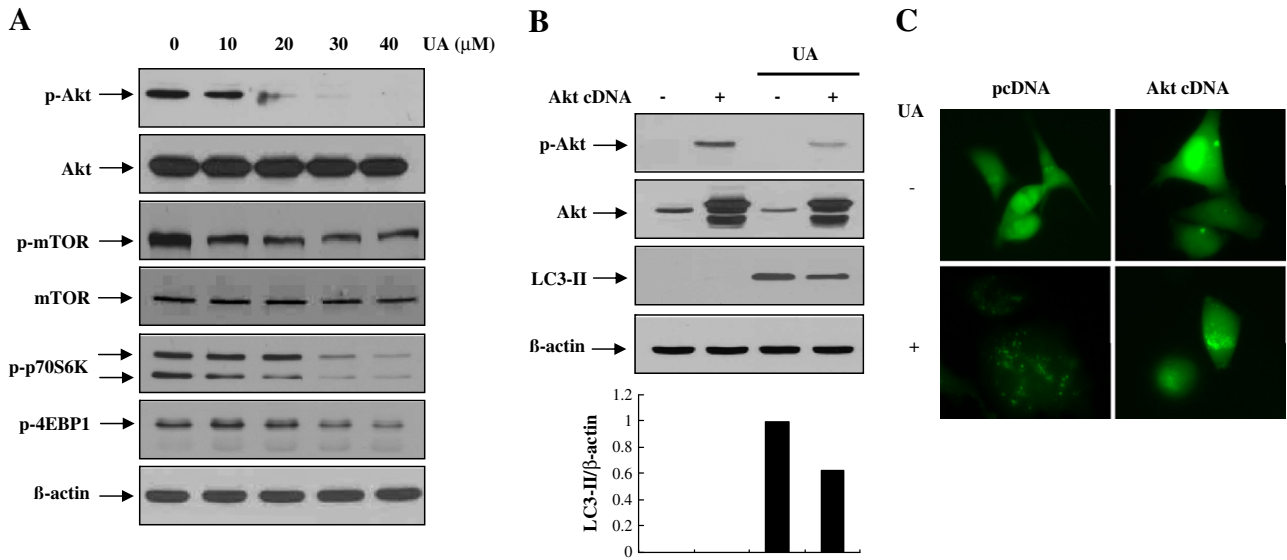 A
0 10 20 30 40 UA (μM)
p-Akt
Akt
p-mTOR
mTOR
p-p70S6K
p-4EBP1
ß-actin
B
UA
Akt cDNA - + - +
p-Akt
Akt
LC3-II
ß-actin
LC3-II/β-actin
1.2
1
0.8
0.6
0.4
0.2
0
C
pcDNA Akt cDNA
UA
-
+